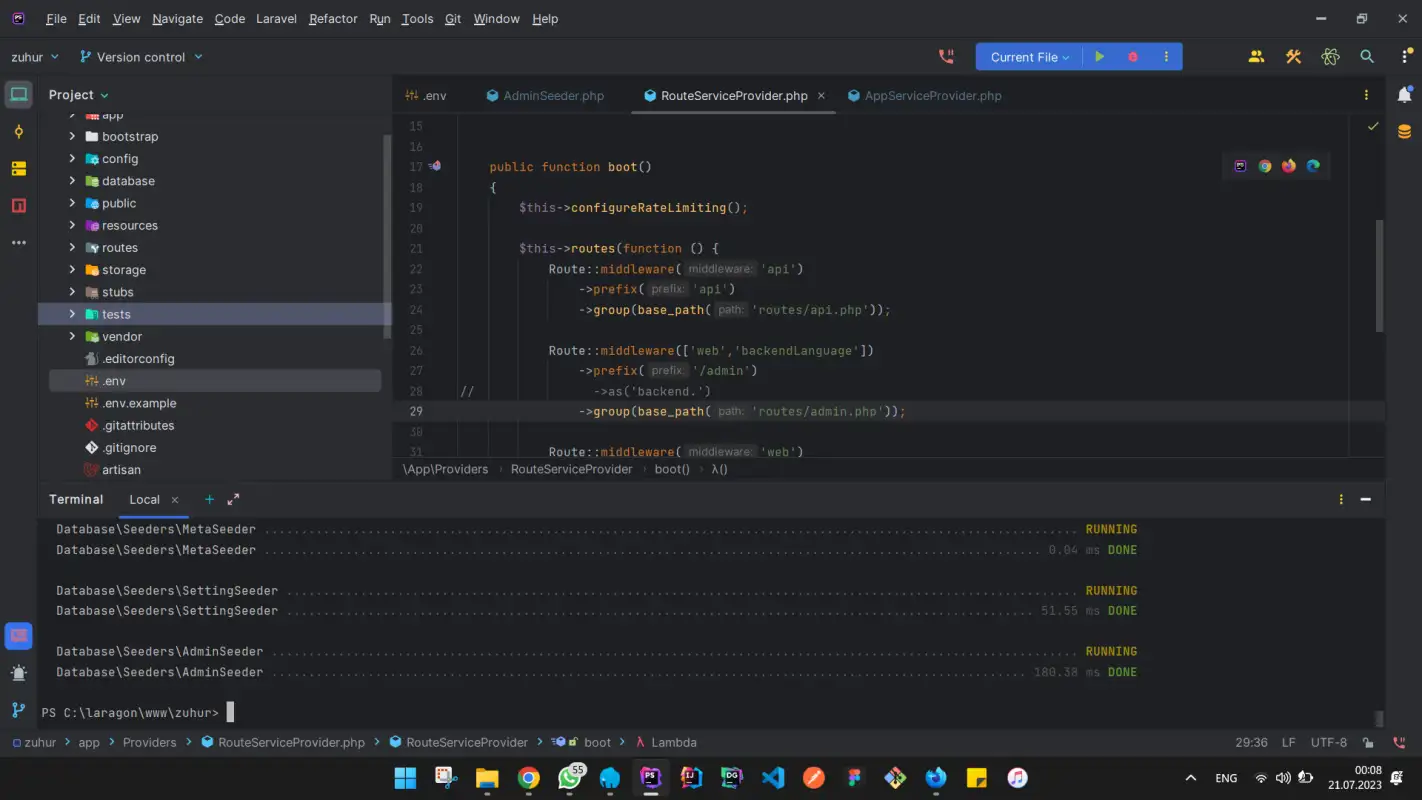 File Edit View Navigate Code Laravel Refactor Run Tools Git Window Help
zuhur Version control Current File
Project .env AdminSeeder.php RouteServiceProvider.php AppServiceProvider.php
app
bootstrap
config
database
public
resources
routes
storage
stubs
tests
vendor
.editorconfig
.env
.env.example
.gitattributes
.gitignore
artisan
15
16
17 public function boot()
18 {
19 $this->configureRateLimiting();
20
21 $this->routes(function () {
22 Route::middleware( middleware: 'api')
23 ->prefix( prefix: 'api')
24 ->group(base_path( path: 'routes/api.php'));
25
26 Route::middleware(['web','backendLanguage'])
27 ->prefix( prefix: '/admin')
28 // ->as('backend.')
29 ->group(base_path( path: 'routes/admin.php'));
30
31 Route::middleware( middleware: 'web')
\App\Providers RouteServiceProvider boot() λ()
Terminal Local
Database\Seeders\MetaSeeder ........ RUNNING
Database\Seeders\MetaSeeder ........ 0.04 ms DONE
Database\Seeders\SettingSeeder ........ RUNNING
Database\Seeders\SettingSeeder ........ 51.55 ms DONE
Database\Seeders\AdminSeeder ........ RUNNING
Database\Seeders\AdminSeeder ........ 180.38 ms DONE
PS C:\laragon\www\zuhur>
zuhur app Providers RouteServiceProvider.php RouteServiceProvider boot λ Lambda 29:36 LF UTF-8
55 PS IJ DG ENG 00:08
21.07.2023